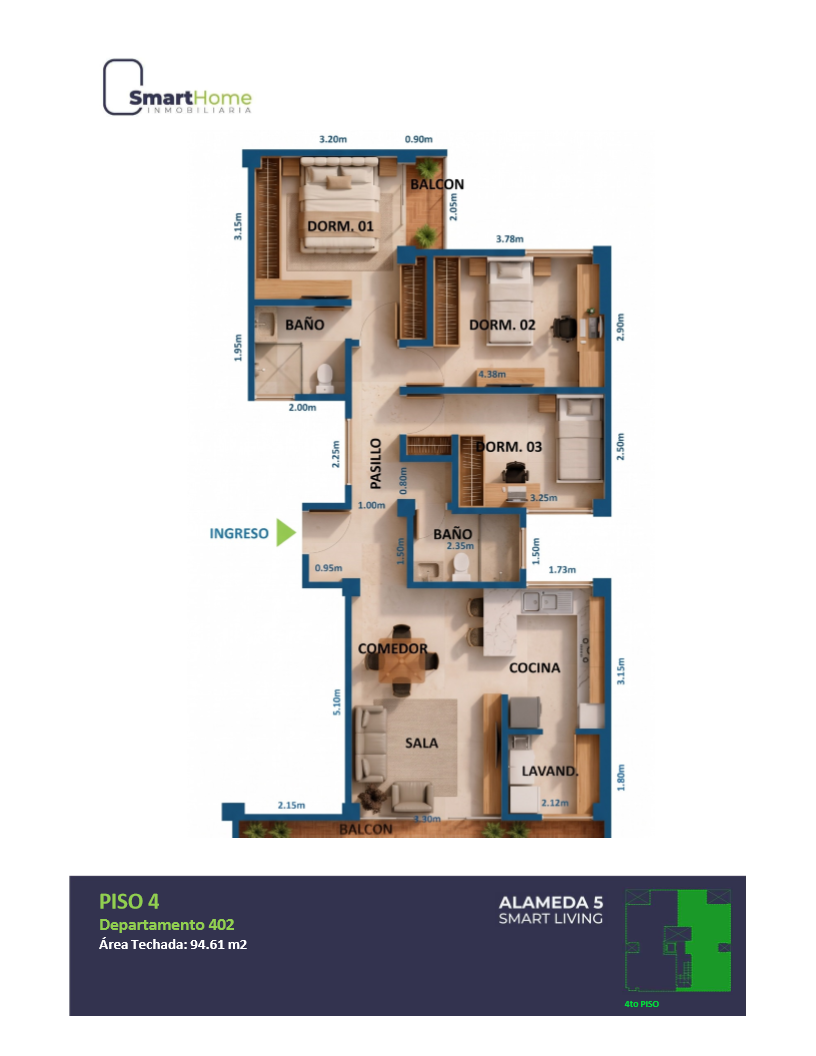 SmartHome
INMOBILIARIA
3.20m
0.90m
BALCON
DORM. 01
2.05m
3.15m
3.78m
BAÑO
DORM. 02
2.90m
1.95m
4.38m
2.00m
PASILLO
2.25m
DORM. 03
2.50m
0.80m
3.25m
1.00m
INGRESO
BAÑO
2.35m
1.50m
1.50m
0.95m
1.73m
COMEDOR
COCINA
3.15m
5.10m
SALA
LAVAND.
1.80m
2.12m
2.15m
4.30m
BALCON
PISO 4
Departamento 402
Área Techada: 94.61 m2
ALAMEDA 5
SMART LIVING
4to PISO